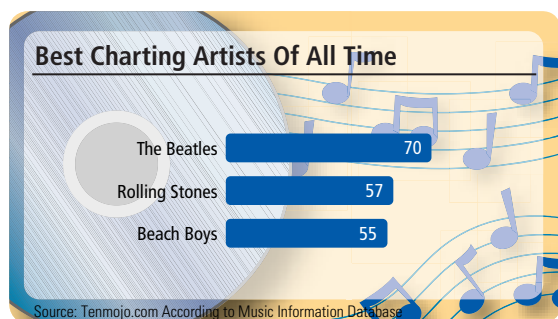 Best Charting Artists Of All Time
The Beatles 70
Rolling Stones 57
Beach Boys 55
Source: Tenmojo.com According to Music Information Database